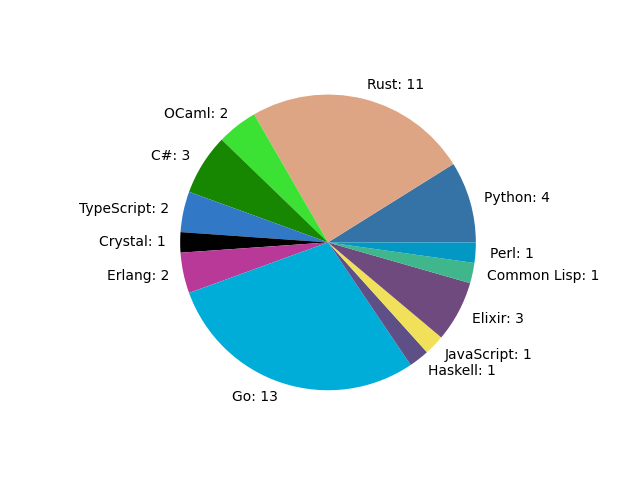 Rust: 11
OCaml: 2
C#: 3
Python: 4
TypeScript: 2
Crystal: 1
Perl: 1
Erlang: 2
Common Lisp: 1
Elixir: 3
JavaScript: 1
Haskell: 1
Go: 13